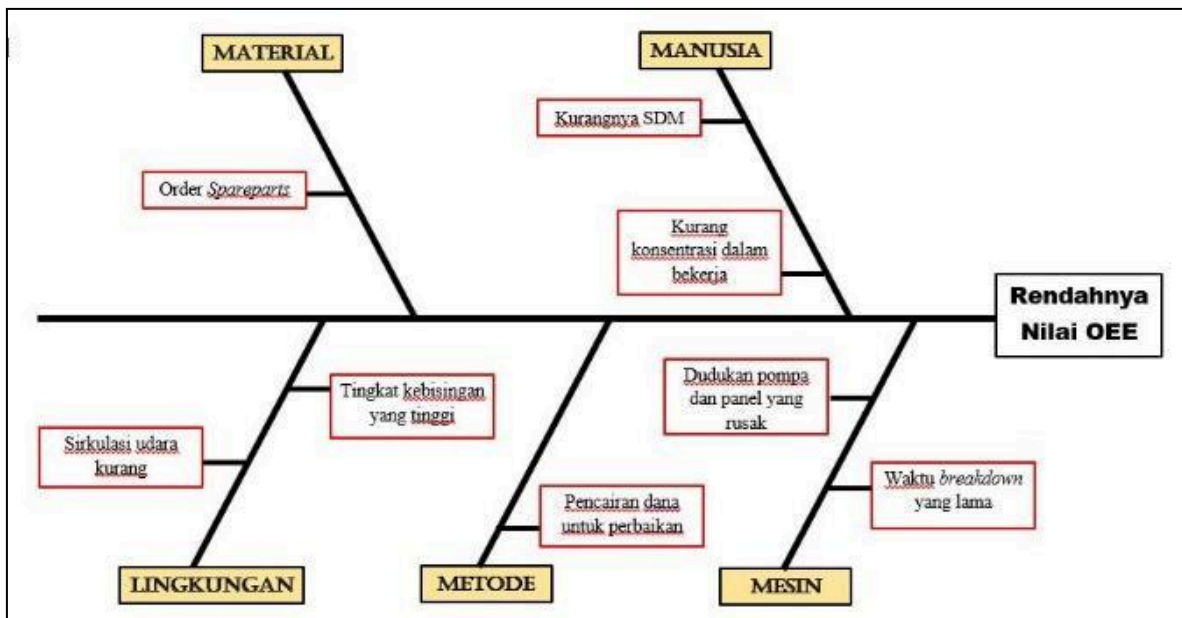 MATERIAL
MANUSIA
Kurangnya SDM
Order Spareparts
Kurang
konsentrasi dalam
bekerja
Rendahnya
Nilai OEE
Tingkat kebisingan
yang tinggi
Dudukan pompa
dan panel yang
rusak
Sirkulasi udara
kurang
Waktu breakdown
yang lama
Pencairan dana
untuk perbaikan
LINGKUNGAN
METODE
MESIN